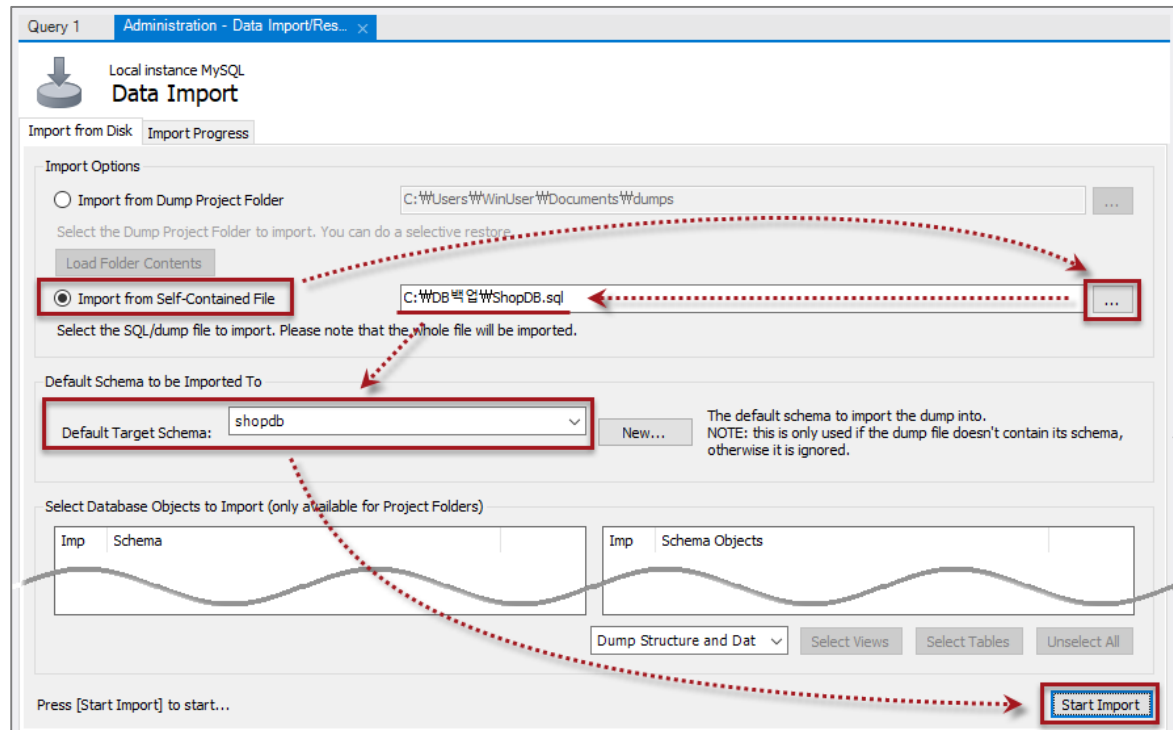 Query 1
Administration - Data Import/Res...
Local instance MySQL
Data Import
Import from Disk
Import Progress
Import Options
Import from Dump Project Folder
C:₩Users₩WinUser₩Documents₩dumps
...
Select the Dump Project Folder to import. You can do a selective restore.
Load Folder Contents
Import from Self-Contained File
C:₩DB백업₩ShopDB.sql
...
Select the SQL/dump file to import. Please note that the whole file will be imported.
Default Schema to be Imported To
Default Target Schema:
shopdb
New...
The default schema to import the dump into.
NOTE: this is only used if the dump file doesn't contain its schema,
otherwise it is ignored.
Select Database Objects to Import (only available for Project Folders)
Imp Schema
Imp Schema Objects
Dump Structure and Dat
Select Views
Select Tables
Unselect All
Press [Start Import] to start...
Start Import